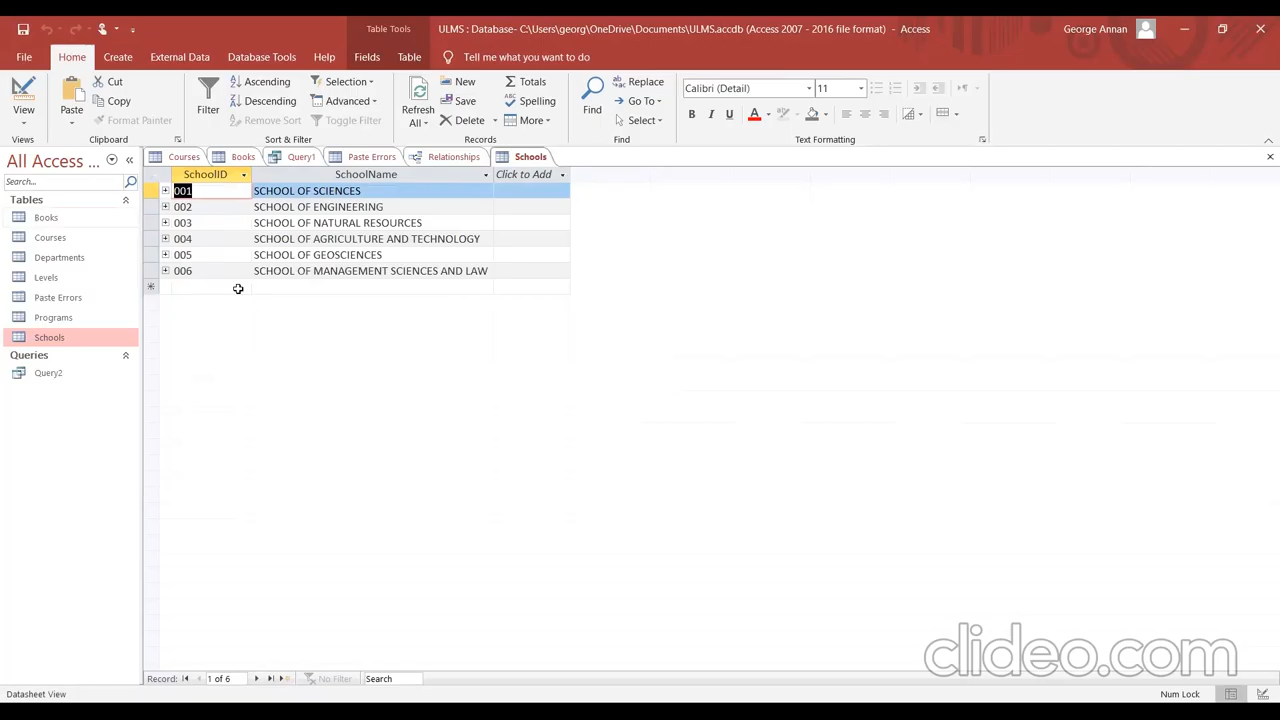 Table Tools
ULMS : Database- C:\Users\georg\OneDrive\Documents\ULMS.accdb (Access 2007 - 2016 file format) - Access
George Annan
File
Home
Create
External Data
Database Tools
Help
Fields
Table
Tell me what you want to do
View
Views
Paste
Cut
Copy
Format Painter
Clipboard
Filter
Ascending
Descending
Remove Sort
Selection
Advanced
Toggle Filter
Sort & Filter
Refresh
All
New
Save
Delete
Totals
Spelling
More
Records
Find
Replace
Go To
Select
Find
Calibri (Detail)
11
B I U
A
Text Formatting
All Access ...
Search...
Tables
Books
Courses
Departments
Levels
Paste Errors
Programs
Schools
Queries
Query2
Courses
Books
Query1
Paste Errors
Relationships
Schools
SchoolID
SchoolName
Click to Add
001 SCHOOL OF SCIENCES
002 SCHOOL OF ENGINEERING
003 SCHOOL OF NATURAL RESOURCES
004 SCHOOL OF AGRICULTURE AND TECHNOLOGY
005 SCHOOL OF GEOSCIENCES
006 SCHOOL OF MANAGEMENT SCIENCES AND LAW
clideo.com
Record:
1 of 6
No Filter
Search
Datasheet View
Num Lock